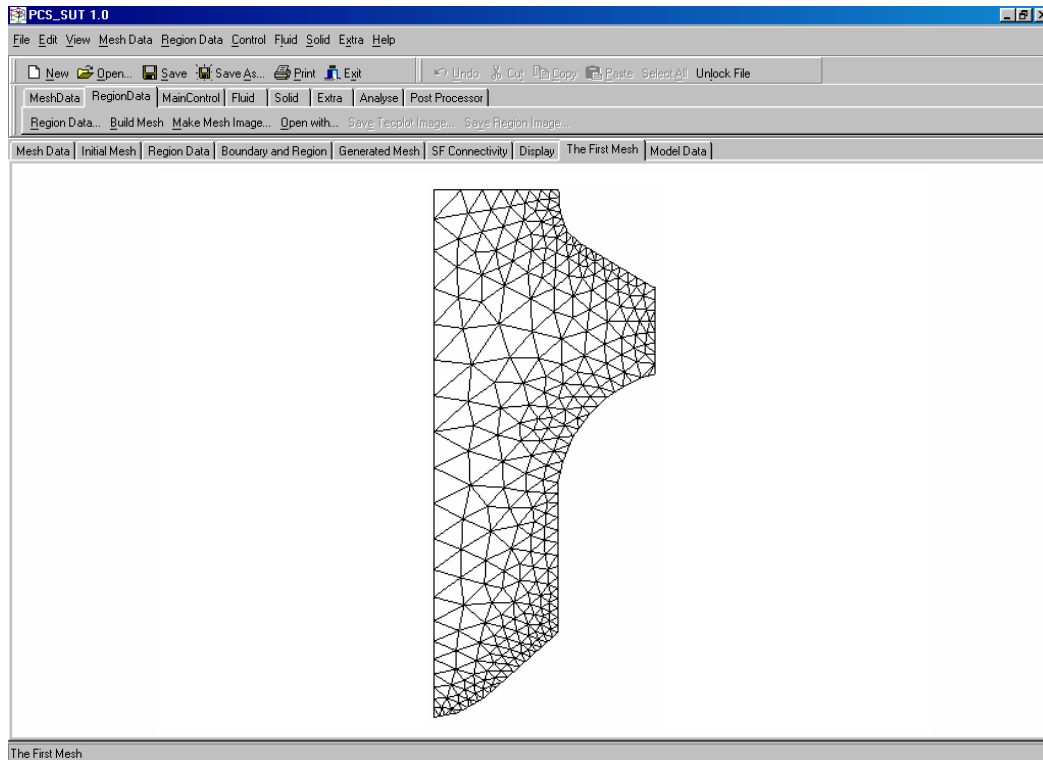 PCS_SUT 1.0
File Edit View Mesh Data Region Data Control Fluid Solid Extra Help
New Open... Save Save As... Print Exit Undo Cut Copy Paste Select All Unlock File
MeshData RegionData MainControl Fluid Solid Extra Analyse Post Processor
Region Data... Build Mesh Make Mesh Image... Open with... Save Tecplot Image... Save Region Image...
Mesh Data Initial Mesh Region Data Boundary and Region Generated Mesh SF Connectivity Display The First Mesh Model Data
The First Mesh